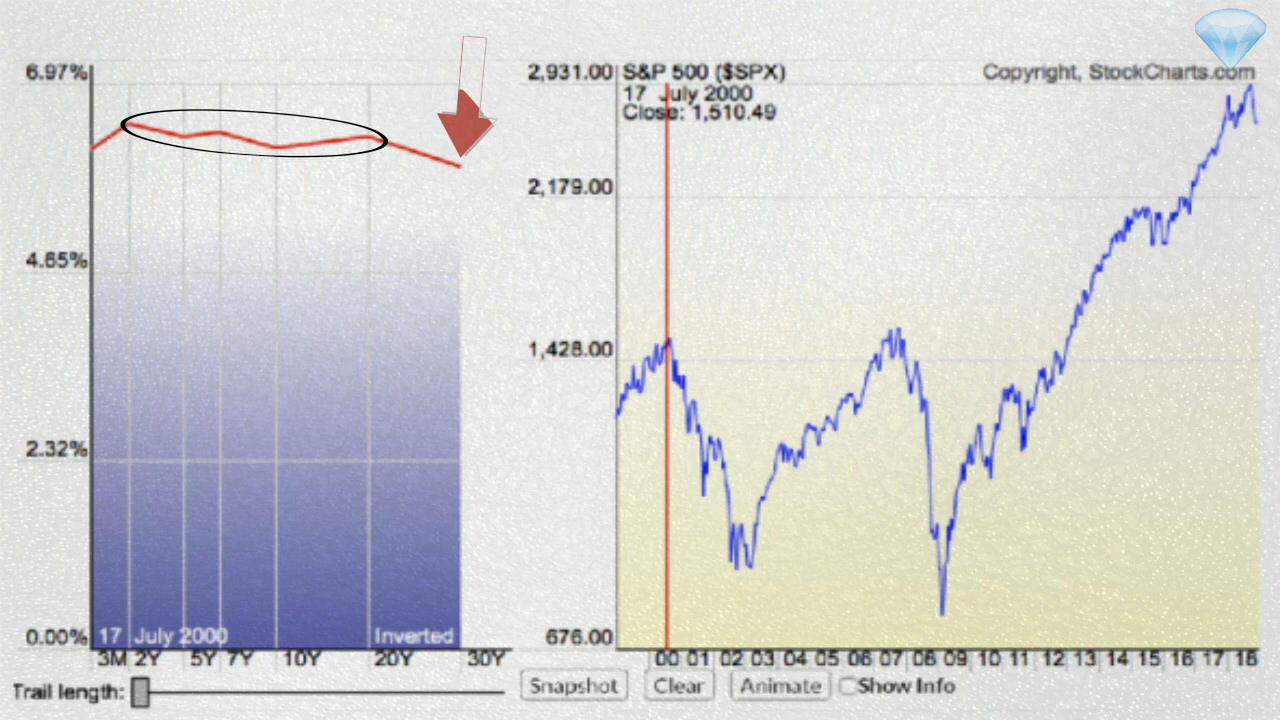 6.97%
4.65%
2.32%
0.00%
17 July 2000 Inverted
3M 2Y 5Y 7Y 10Y 20Y 30Y
Trail length:
S&P 500 ($SPX) Copyright, StockCharts.com
17 July 2000
Close: 1,510.49
2,931.00
2,179.00
1,428.00
676.00
00 01 02 03 04 05 06 07 08 09 10 11 12 13 14 15 16 17 18
Snapshot Clear Animate Show Info